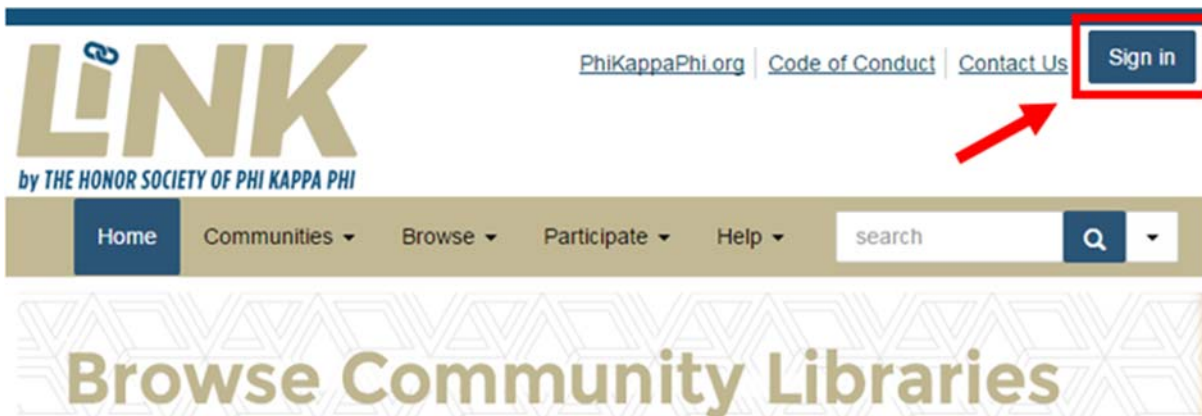 LiNK
by THE HONOR SOCIETY OF PHI KAPPA PHI
PhiKappaPhi.org Code of Conduct Contact Us Sign in
Home Communities Browse Participate Help search
Browse Community Libraries